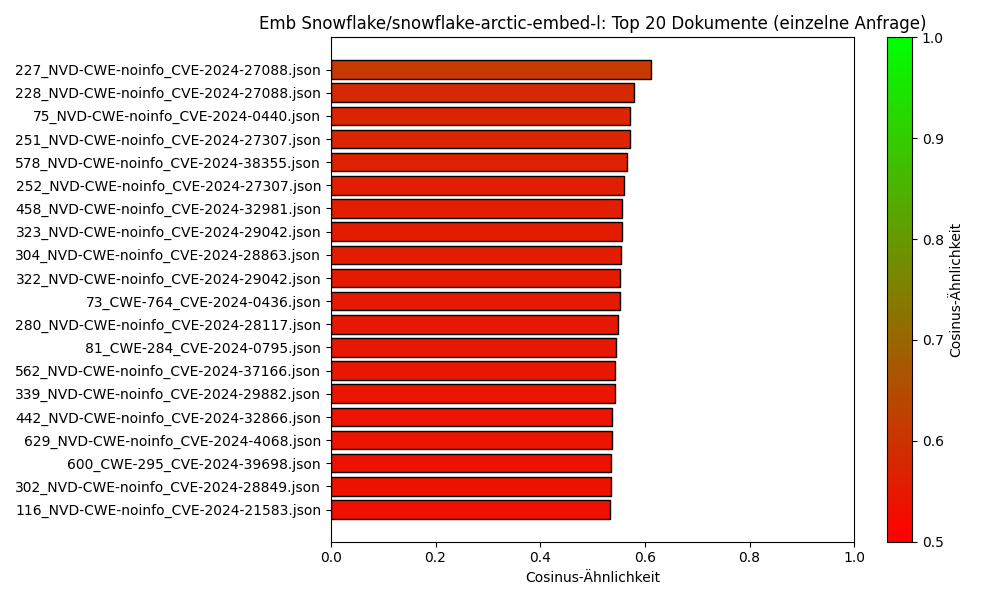 Emb Snowflake/snowflake-arctic-embed-l: Top 20 Dokumente (einzelne Anfrage)
227_NVD-CWE-noinfo_CVE-2024-27088.json
228_NVD-CWE-noinfo_CVE-2024-27088.json
75_NVD-CWE-noinfo_CVE-2024-0440.json
251_NVD-CWE-noinfo_CVE-2024-27307.json
578_NVD-CWE-noinfo_CVE-2024-38355.json
252_NVD-CWE-noinfo_CVE-2024-27307.json
458_NVD-CWE-noinfo_CVE-2024-32981.json
323_NVD-CWE-noinfo_CVE-2024-29042.json
304_NVD-CWE-noinfo_CVE-2024-28863.json
322_NVD-CWE-noinfo_CVE-2024-29042.json
73_CWE-764_CVE-2024-0436.json
280_NVD-CWE-noinfo_CVE-2024-28117.json
81_CWE-284_CVE-2024-0795.json
562_NVD-CWE-noinfo_CVE-2024-37166.json
339_NVD-CWE-noinfo_CVE-2024-29882.json
442_NVD-CWE-noinfo_CVE-2024-32866.json
629_NVD-CWE-noinfo_CVE-2024-4068.json
600_CWE-295_CVE-2024-39698.json
302_NVD-CWE-noinfo_CVE-2024-28849.json
116_NVD-CWE-noinfo_CVE-2024-21583.json
0.0 0.2 0.4 0.6 0.8 1.0
Cosinus-Ähnlichkeit
1.0
0.9
0.8
0.7
0.6
0.5
Cosinus-Ähnlichkeit